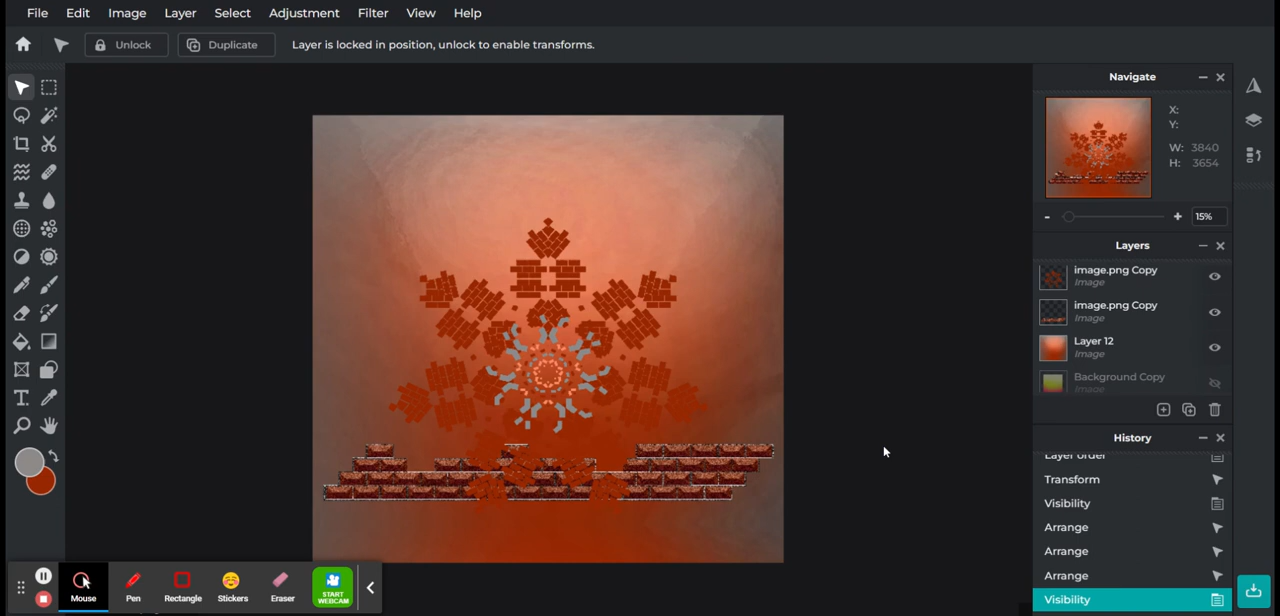 File Edit Image Layer Select Adjustment Filter View Help
Unlock Duplicate Layer is locked in position, unlock to enable transforms.
Navigate
X:
Y:
W: 3840
H: 3654
- + 15%
Layers
image.png Copy
Image
image.png Copy
Image
Layer 12
Image
Background Copy
Image
History
Layer order
Transform
Visibility
Arrange
Arrange
Arrange
Visibility
T
Mouse Pen Rectangle Stickers Eraser START WEBCAM